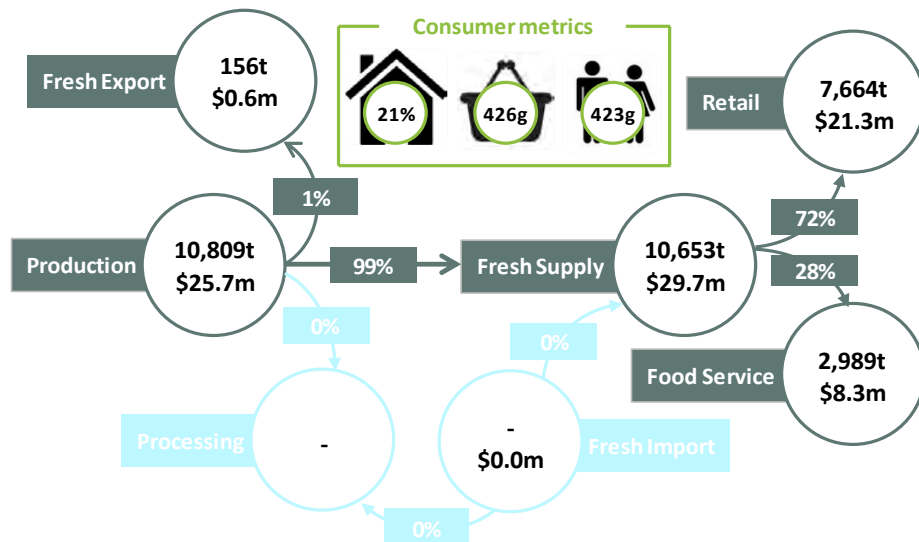 Consumer metrics
21%
426g
423g
Fresh Export
156t
$0.6m
Retail
7,664t
$21.3m
1%
72%
Production
10,809t
$25.7m
99%
Fresh Supply
10,653t
$29.7m
28%
0%
0%
Food Service
2,989t
$8.3m
Processing
-
-
$0.0m
Fresh Import
0%